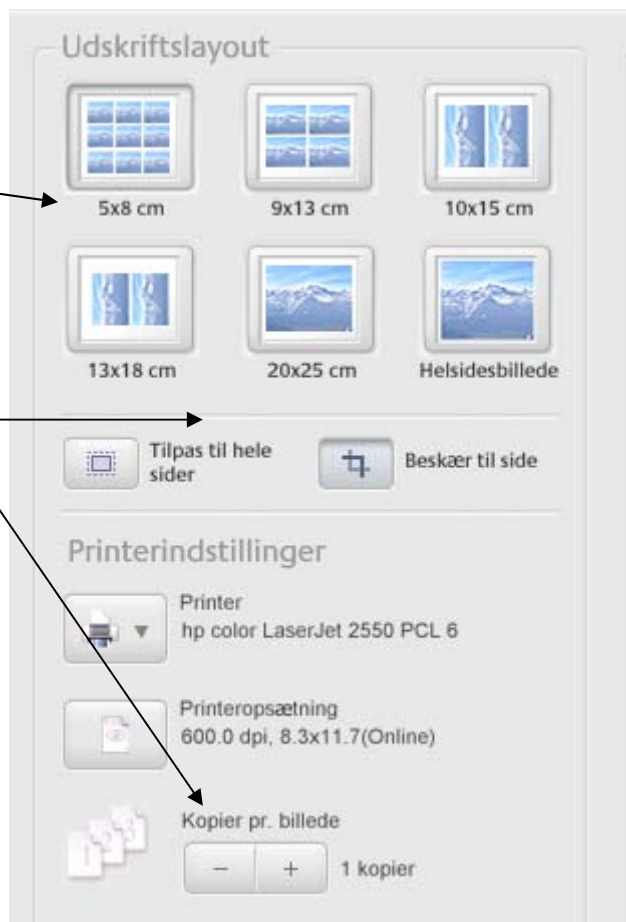 Udskriftslayout
5x8 cm
9x13 cm
10x15 cm
13x18 cm
20x25 cm
Helsidesbillede
Tilpas til hele
sider
Beskær til side
Printerindstillinger
Printer
hp color LaserJet 2550 PCL 6
Printeropsætning
600.0 dpi, 8.3x11.7(Online)
Kopier pr. billede
1 kopier